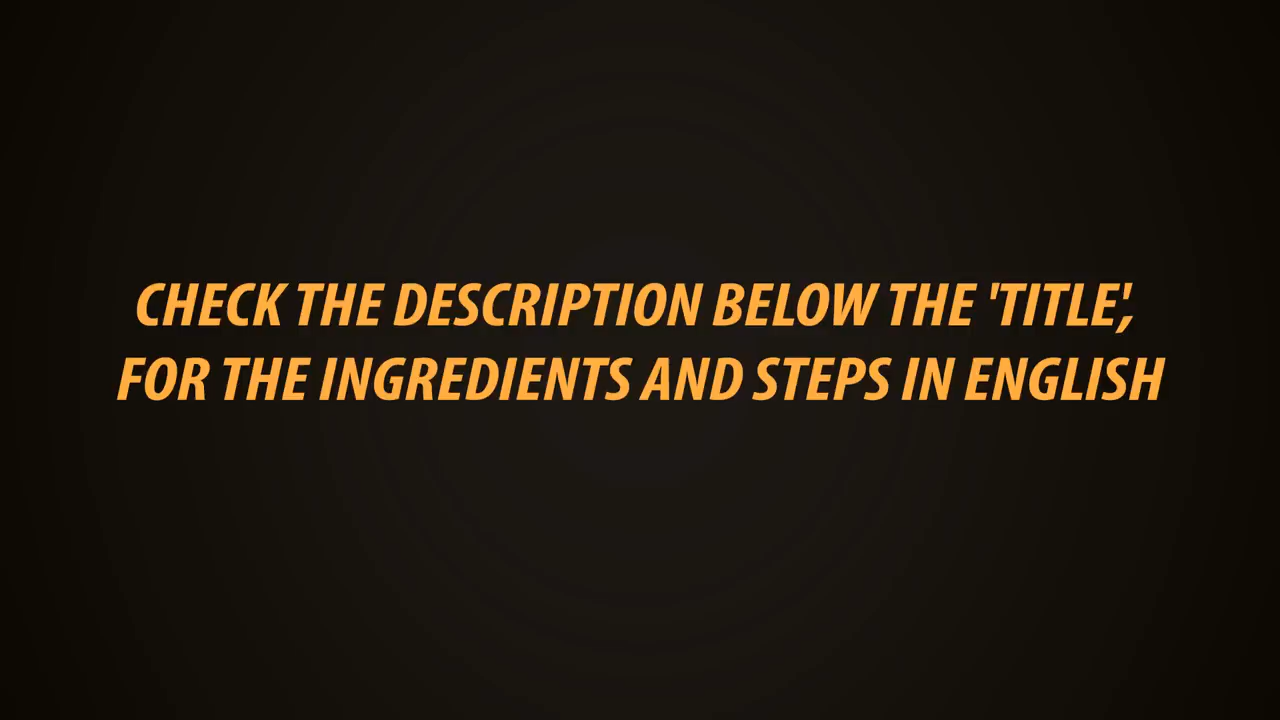 CHECK THE DESCRIPTION BELOW THE 'TITLE',
FOR THE INGREDIENTS AND STEPS IN ENGLISH